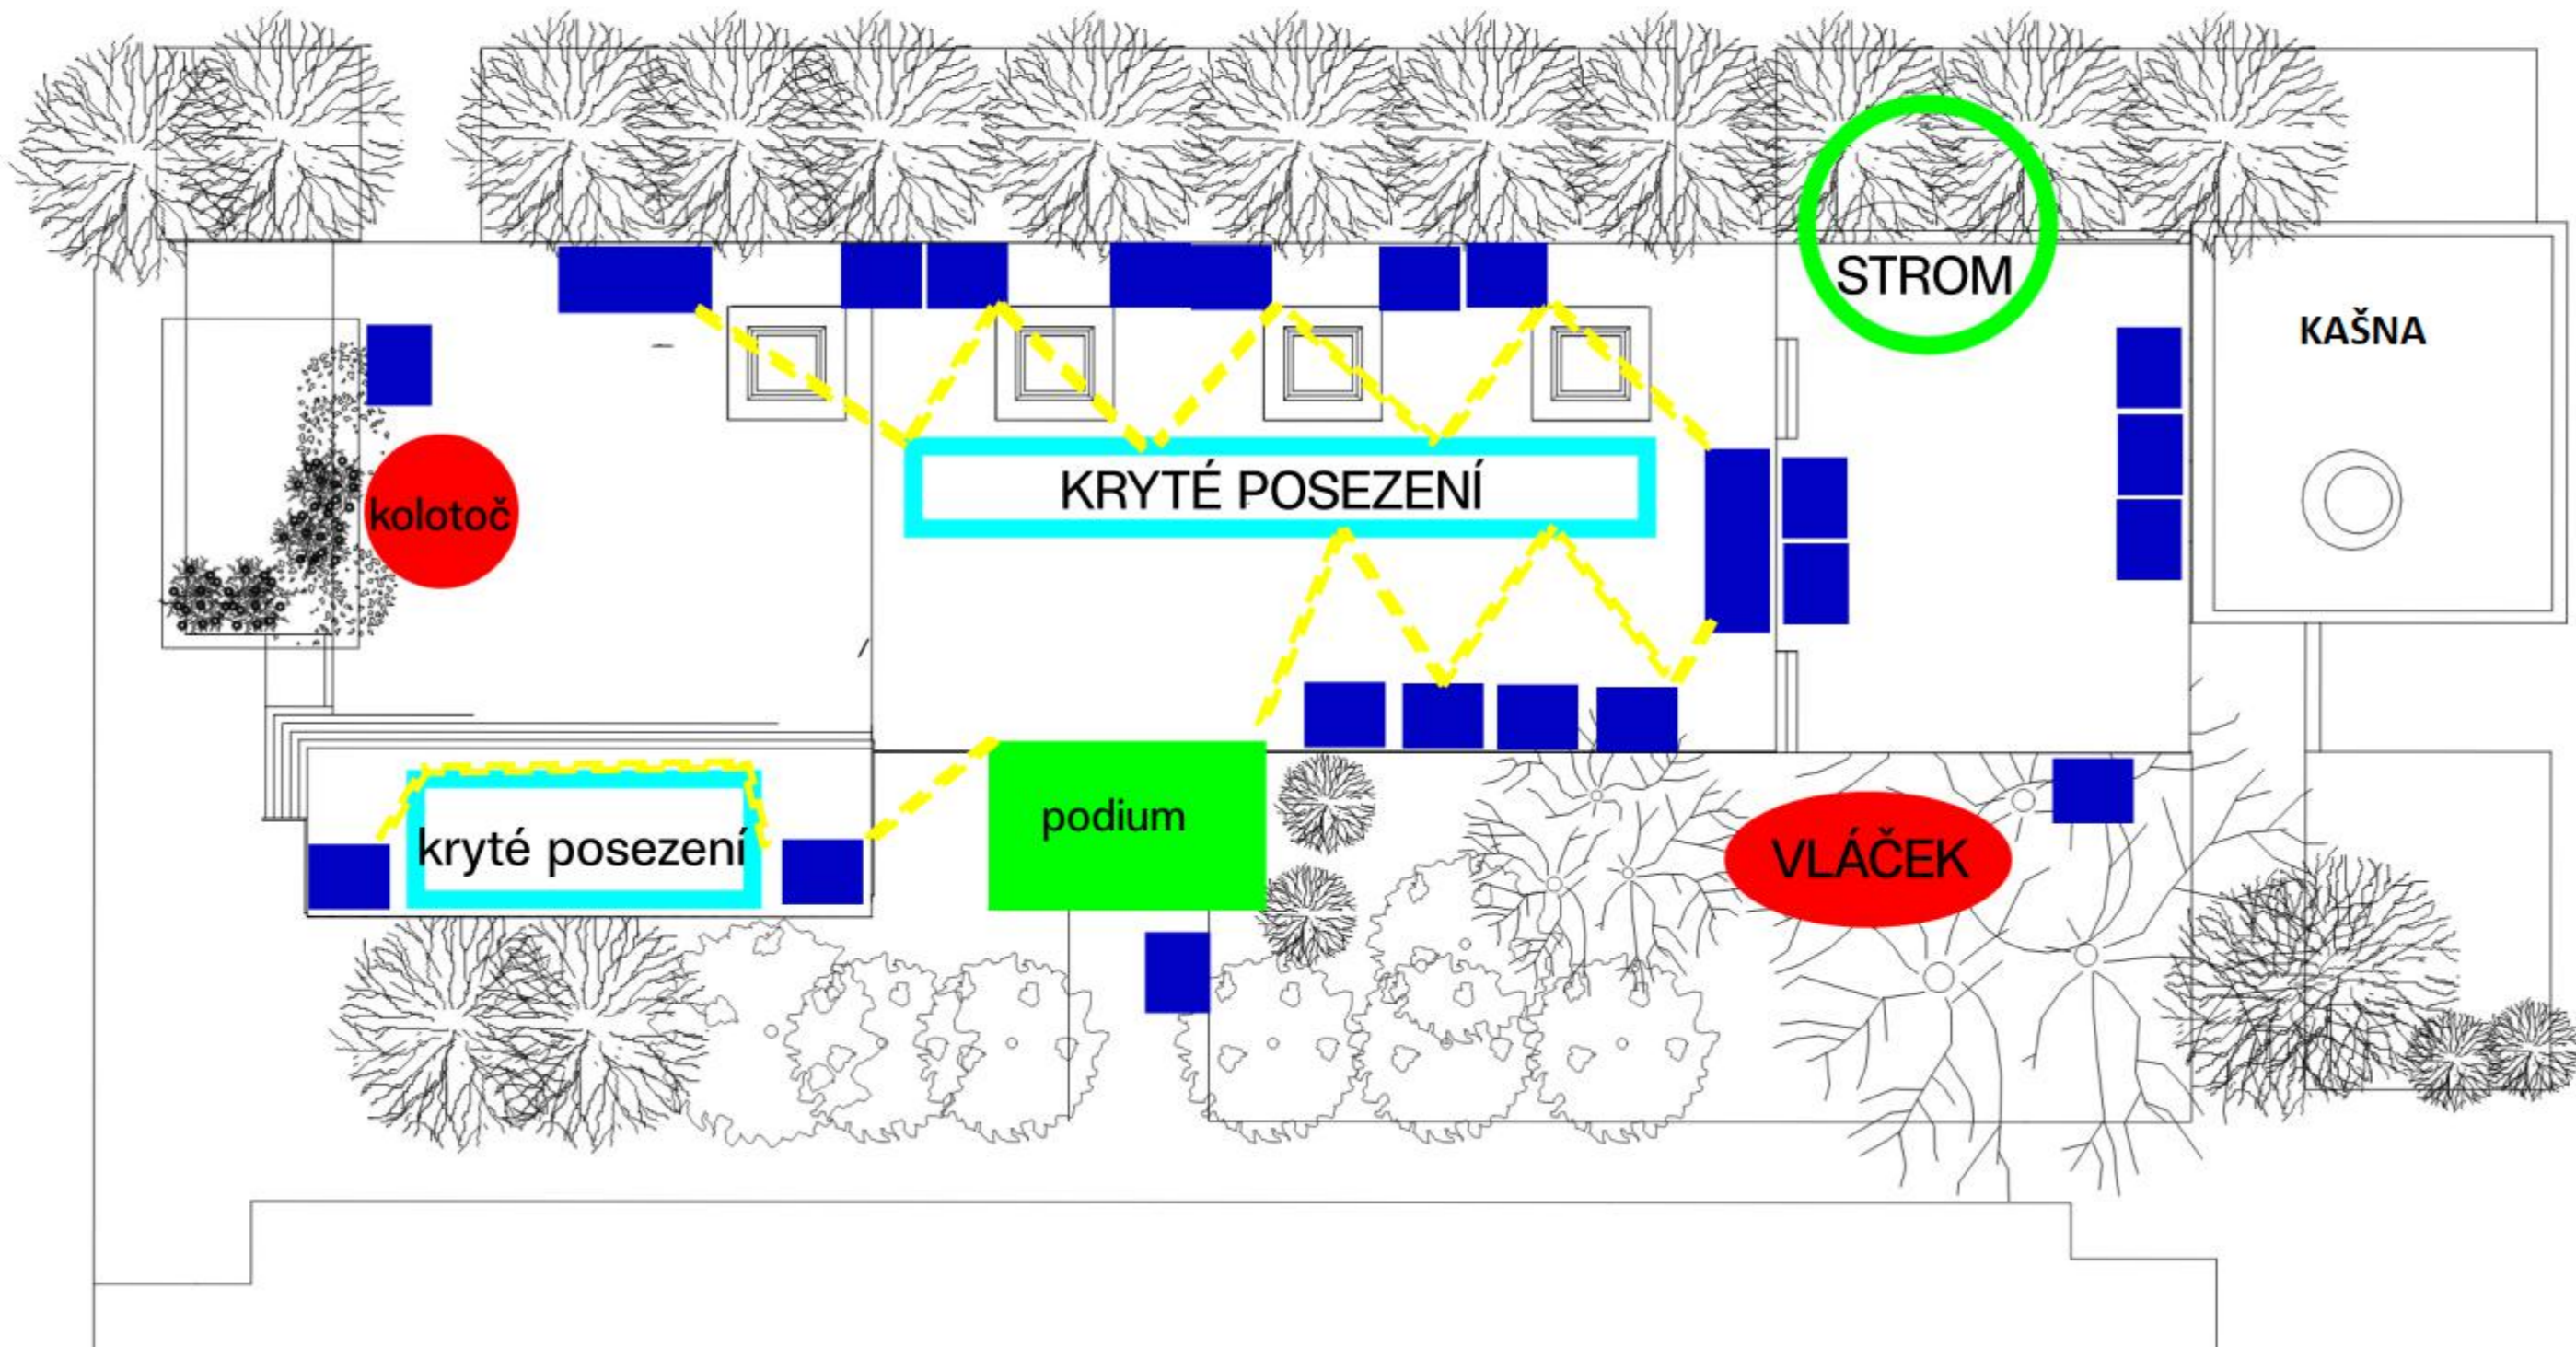 STROM
KAŠNA
KRYTÉ POSEZENÍ
kolotoč
podium
kryté posezení
VLÁČEK